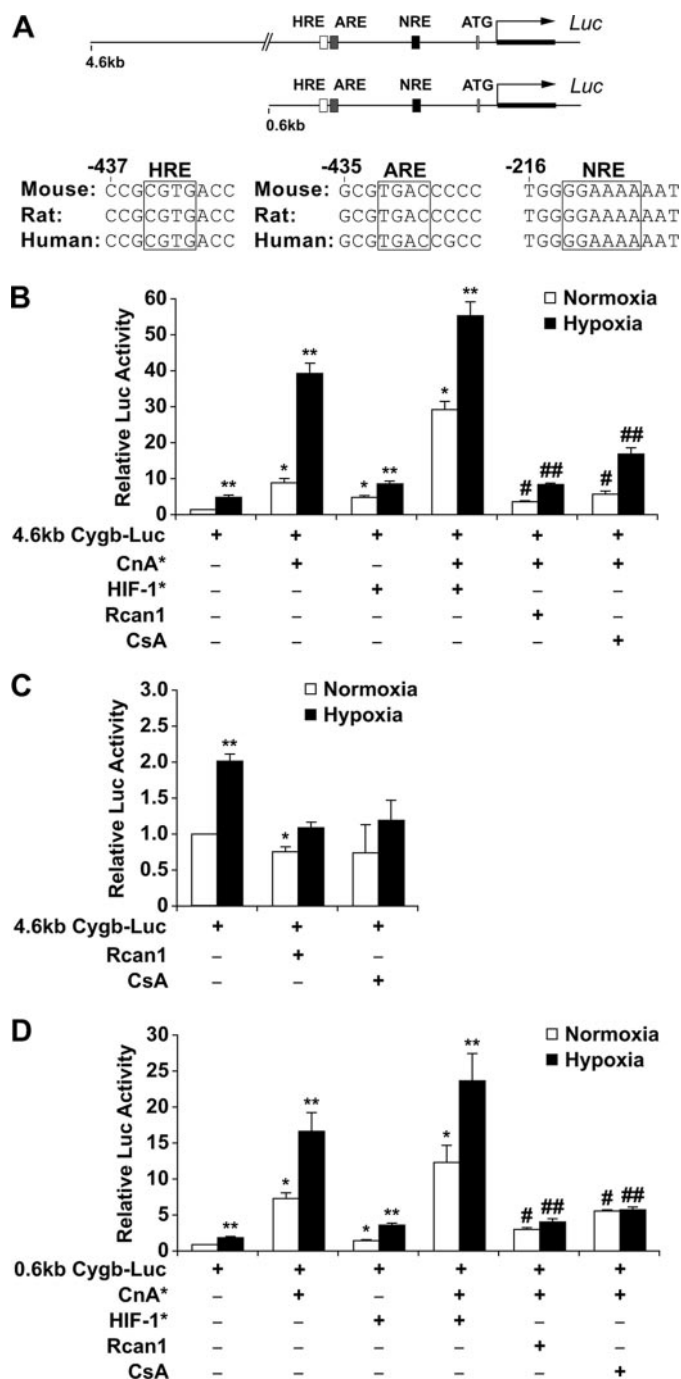 A
HRE ARE NRE ATG Luc
4.6kb
HRE ARE NRE ATG Luc
0.6kb
-437 HRE -435 ARE -216 NRE
Mouse: CCGCGTGACC GCGTGACCCCC TGGGGAAAAAAT
Rat: CCGCGTGACC GCGTGACCCCC TGGGGAAAAAAT
Human: CCGCGTGACC GCGTGACCGCC TGGGGAAAAAAT
B
Normoxia
Hypoxia
Relative Luc Activity
60
50
40
30
20
10
0
** * ** * ** * ** # ## # ##
4.6kb Cygb-Luc + + + + + +
CnA* – + – + + +
HIF-1* – – + + – –
Rcan1 – – – – + –
CsA – – – – – +
C
Normoxia
Hypoxia
Relative Luc Activity
3.0
2.5
2.0
1.5
1.0
0.5
0
** *
4.6kb Cygb-Luc + + +
Rcan1 – + –
CsA – – +
D
Normoxia
Hypoxia
Relative Luc Activity
30
25
20
15
10
5
0
** * ** * ** * ** # ## # ##
0.6kb Cygb-Luc + + + + + +
CnA* – + – + + +
HIF-1* – – + + – –
Rcan1 – – – – + –
CsA – – – – – +